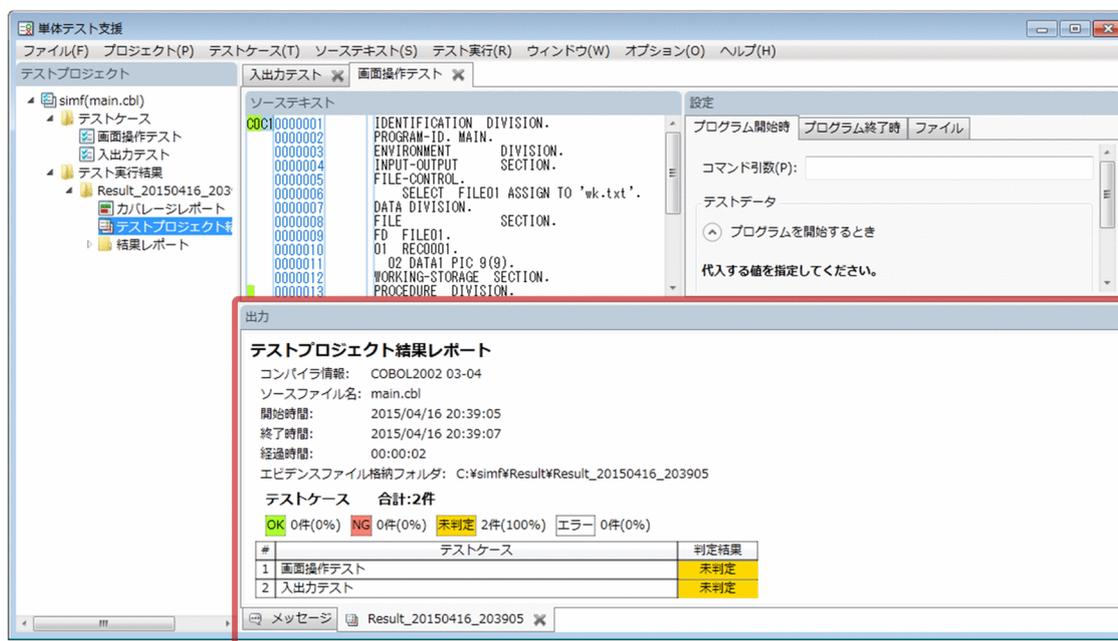 単体テスト支援
ファイル(F) プロジェクト(P) テストケース(T) ソーステキスト(S) テスト実行(R) ウィンドウ(W) オプション(O) ヘルプ(H)
テストプロジェクト
simf(main.cbl)
テストケース
画面操作テスト
入出力テスト
テスト実行結果
Result_20150416_203
カバレージレポート
テストプロジェクト結
結果レポート
入出力テスト 画面操作テスト
ソーステキスト
C0C1 0000001 IDENTIFICATION DIVISION.
0000002 PROGRAM-ID. MAIN.
0000003 ENVIRONMENT DIVISION.
0000004 INPUT-OUTPUT SECTION.
0000005 FILE-CONTROL.
0000006 SELECT FILE01 ASSIGN TO 'wk.txt'.
0000007 DATA DIVISION.
0000008 FILE SECTION.
0000009 FD FILE01.
0000010 01 REC0001.
0000011 02 DATA1 PIC 9(9).
0000012 WORKING-STORAGE SECTION.
0000013 PROCEDURE DIVISION.
設定
プログラム開始時 プログラム終了時 ファイル
コマンド引数(P):
テストデータ
プログラムを開始するとき
代入する値を指定してください。
出力
テストプロジェクト結果レポート
コンパイラ情報: COBOL2002 03-04
ソースファイル名: main.cbl
開始時間: 2015/04/16 20:39:05
終了時間: 2015/04/16 20:39:07
経過時間: 00:00:02
エビデンスファイル格納フォルダ: C:¥simf¥Result¥Result_20150416_203905
テストケース 合計:2件
OK 0件(0%) NG 0件(0%) 未判定 2件(100%) エラー 0件(0%)
# テストケース 判定結果
1 画面操作テスト 未判定
2 入出力テスト 未判定
メッセージ Result_20150416_203905